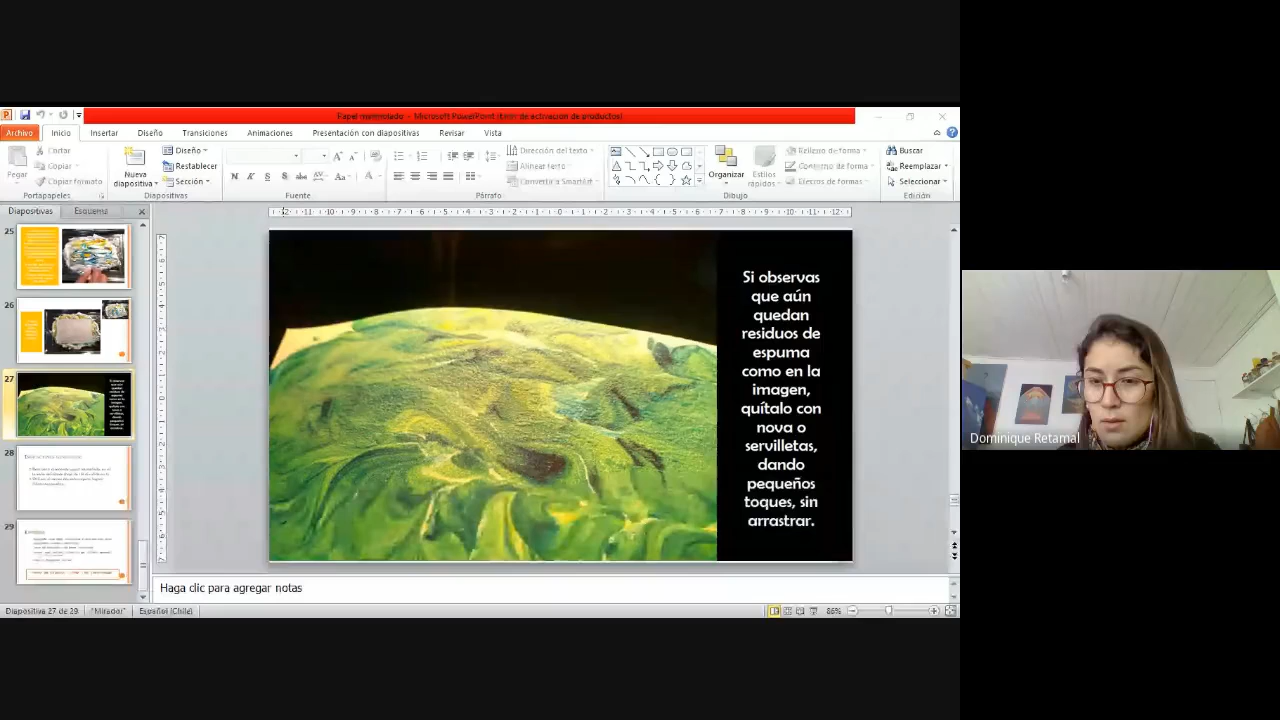 Papel marmolado - Microsoft PowerPoint (Error de activación de productos)
Archivo Inicio Insertar Diseño Transiciones Animaciones Presentación con diapositivas Revisar Vista
Pegar
Cortar
Copiar
Copiar formato
Portapapeles
Nueva
diapositiva
Diseño
Restablecer
Sección
Diapositivas
N K S abc AV Aa A
Fuente
Dirección del texto
Alinear texto
Convertir a SmartArt
Párrafo
Organizar
Estilos
rápidos
Relleno de forma
Contorno de forma
Efectos de formas
Dibujo
Buscar
Reemplazar
Seleccionar
Edición
Diapositivas Esquema
25
26
27
28
29
Si observas
que aún
quedan
residuos de
espuma
como en la
imagen,
quítalo con
nova o
servilletas,
dando
pequeños
toques, sin
arrastrar.
Haga clic para agregar notas
Diapositiva 27 de 29 "Mirador" Español (Chile) 86%
Dominique Retamal